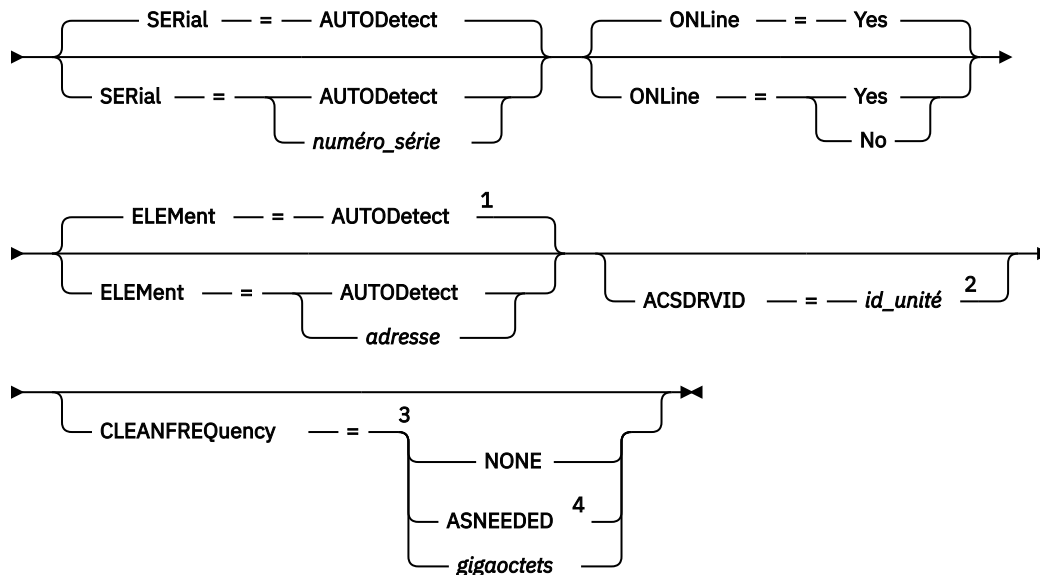 SERial = AUTODetect ONLine = Yes
SERial = AUTODetect ONLine = Yes
numéro_série No
ELEMent = AUTODetect 1
ELEMent = AUTODetect
adresse
ACSDRVID = id_unité 2
CLEANFREQuency = 3
NONE
ASNEEDED 4
gigaoctets